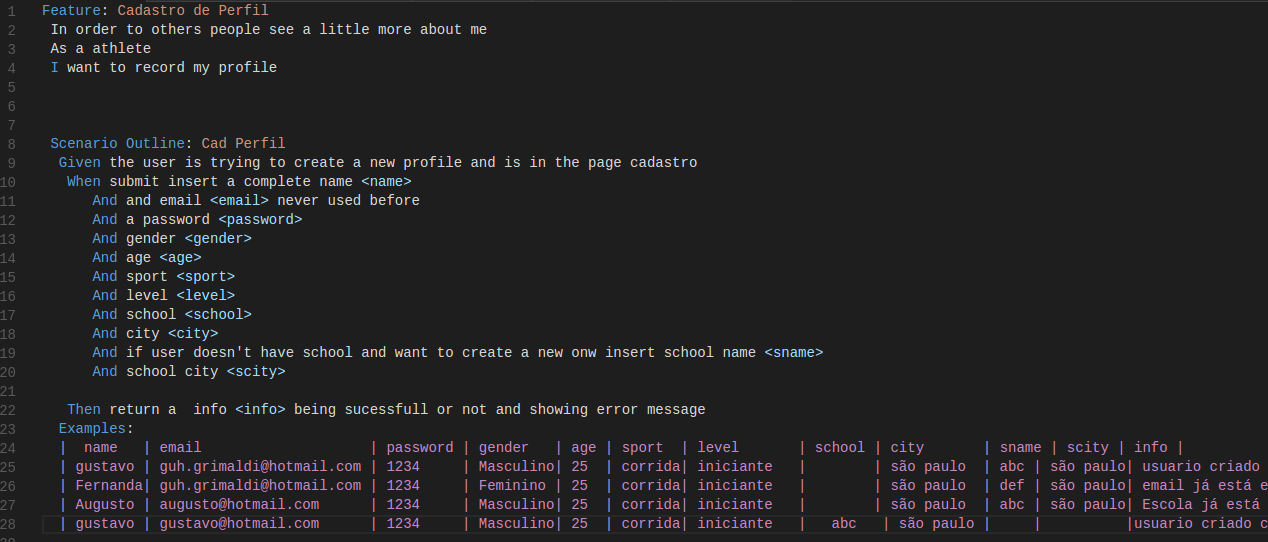 1 Feature: Cadastro de Perfil
2 In order to others people see a little more about me
3 As a athlete
4 I want to record my profile
5
6
7
8 Scenario Outline: Cad Perfil
9 Given the user is trying to create a new profile and is in the page cadastro
10 When submit insert a complete name <name>
11 And and email <email> never used before
12 And a password <password>
13 And gender <gender>
14 And age <age>
15 And sport <sport>
16 And level <level>
17 And school <school>
18 And city <city>
19 And if user doesn't have school and want to create a new onw insert school name <sname>
20 And school city <scity>
21
22 Then return a  info <info> being sucessfull or not and showing error message
23 Examples:
24 |  name   | email                    | password | gender   | age | sport  | level       | school | city       | sname | scity | info |
25 | gustavo | guh.grimaldi@hotmail.com | 1234     | Masculino| 25  | corrida| iniciante   |        | são paulo  | abc | são paulo| usuario criado
26 | Fernanda| guh.grimaldi@hotmail.com | 1234     | Feminino | 25  | corrida| iniciante   |        | são paulo  | def | são paulo| email já está e
27 | Augusto | augusto@hotmail.com      | 1234     | Masculino| 25  | corrida| iniciante   |        | são paulo  | abc | são paulo| Escola já está
28 | gustavo | gustavo@hotmail.com      | 1234     | Masculino| 25  | corrida| iniciante   |   abc   | são paulo |     |          |usuario criado c